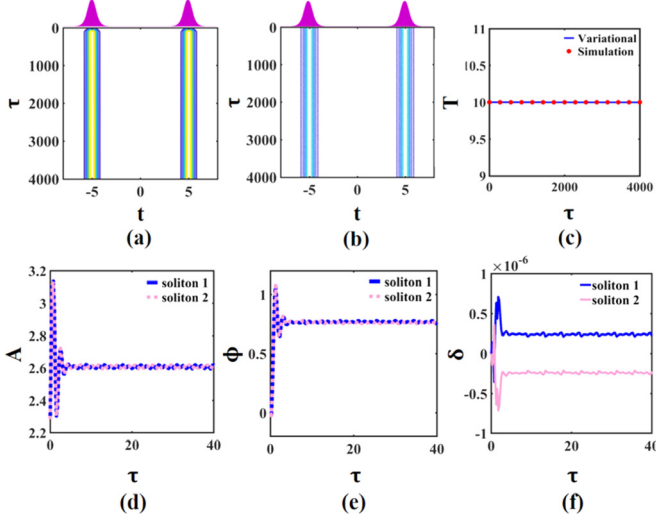 0
1000
2000
3000
4000
τ
-5 0 5
t
(a)
0
1000
2000
3000
4000
τ
-5 0 5
t
(b)
11
10.5
10
9.5
9
T
Variational
Simulation
0 2000 4000
τ
(c)
3.2
2.8
2.6
2.4
2.2
A
soliton 1
soliton 2
0 20 40
τ
(d)
1
0.5
0
ϕ
soliton 1
soliton 2
0 20 40
τ
(e)
×10⁻⁶
1
0.5
0
-0.5
-1
δ
soliton 1
soliton 2
0 20 40
τ
(f)